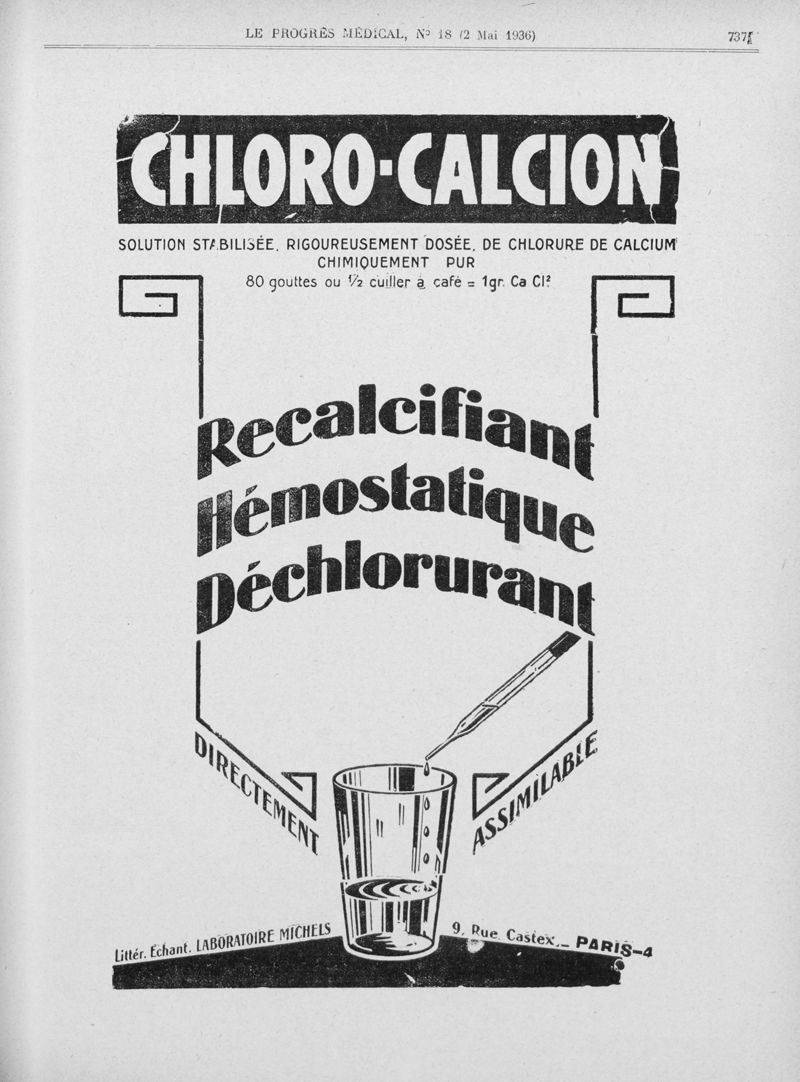 LE PROGRÈS MÉDICAL, Nº 18 (2 Mai 1936)
CHLORO-CALCION
SOLUTION STABILISÉE, RIGOUREUSEMENT DOSÉE, DE CHLORURE DE CALCIUM
CHIMIQUEMENT PUR
80 gouttes ou ½ cuiller à café = 1gr. Ca Cl²
Recalcifiant
Hémostatique
Déchlorurant
DIRECTEMENT
ASSIMILABLE
Littér. Échant. LABORATOIRE MICHELS
9, Rue Castex._ PARIS-4